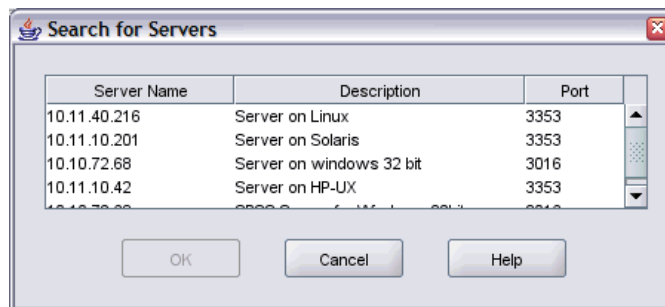 Search for Servers
Server Name Description Port
10.11.40.216 Server on Linux 3353
10.11.10.201 Server on Solaris 3353
10.10.72.68 Server on windows 32 bit 3016
10.11.10.42 Server on HP-UX 3353
OK Cancel Help